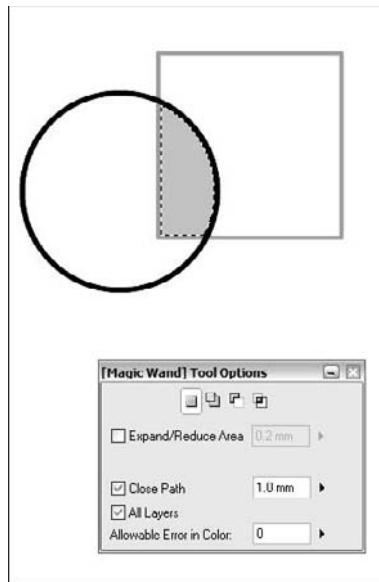 [Magic Wand] Tool Options
Expand/Reduce Area 0.2 mm
Close Path 1.0 mm
All Layers
Allowable Error in Color: 0